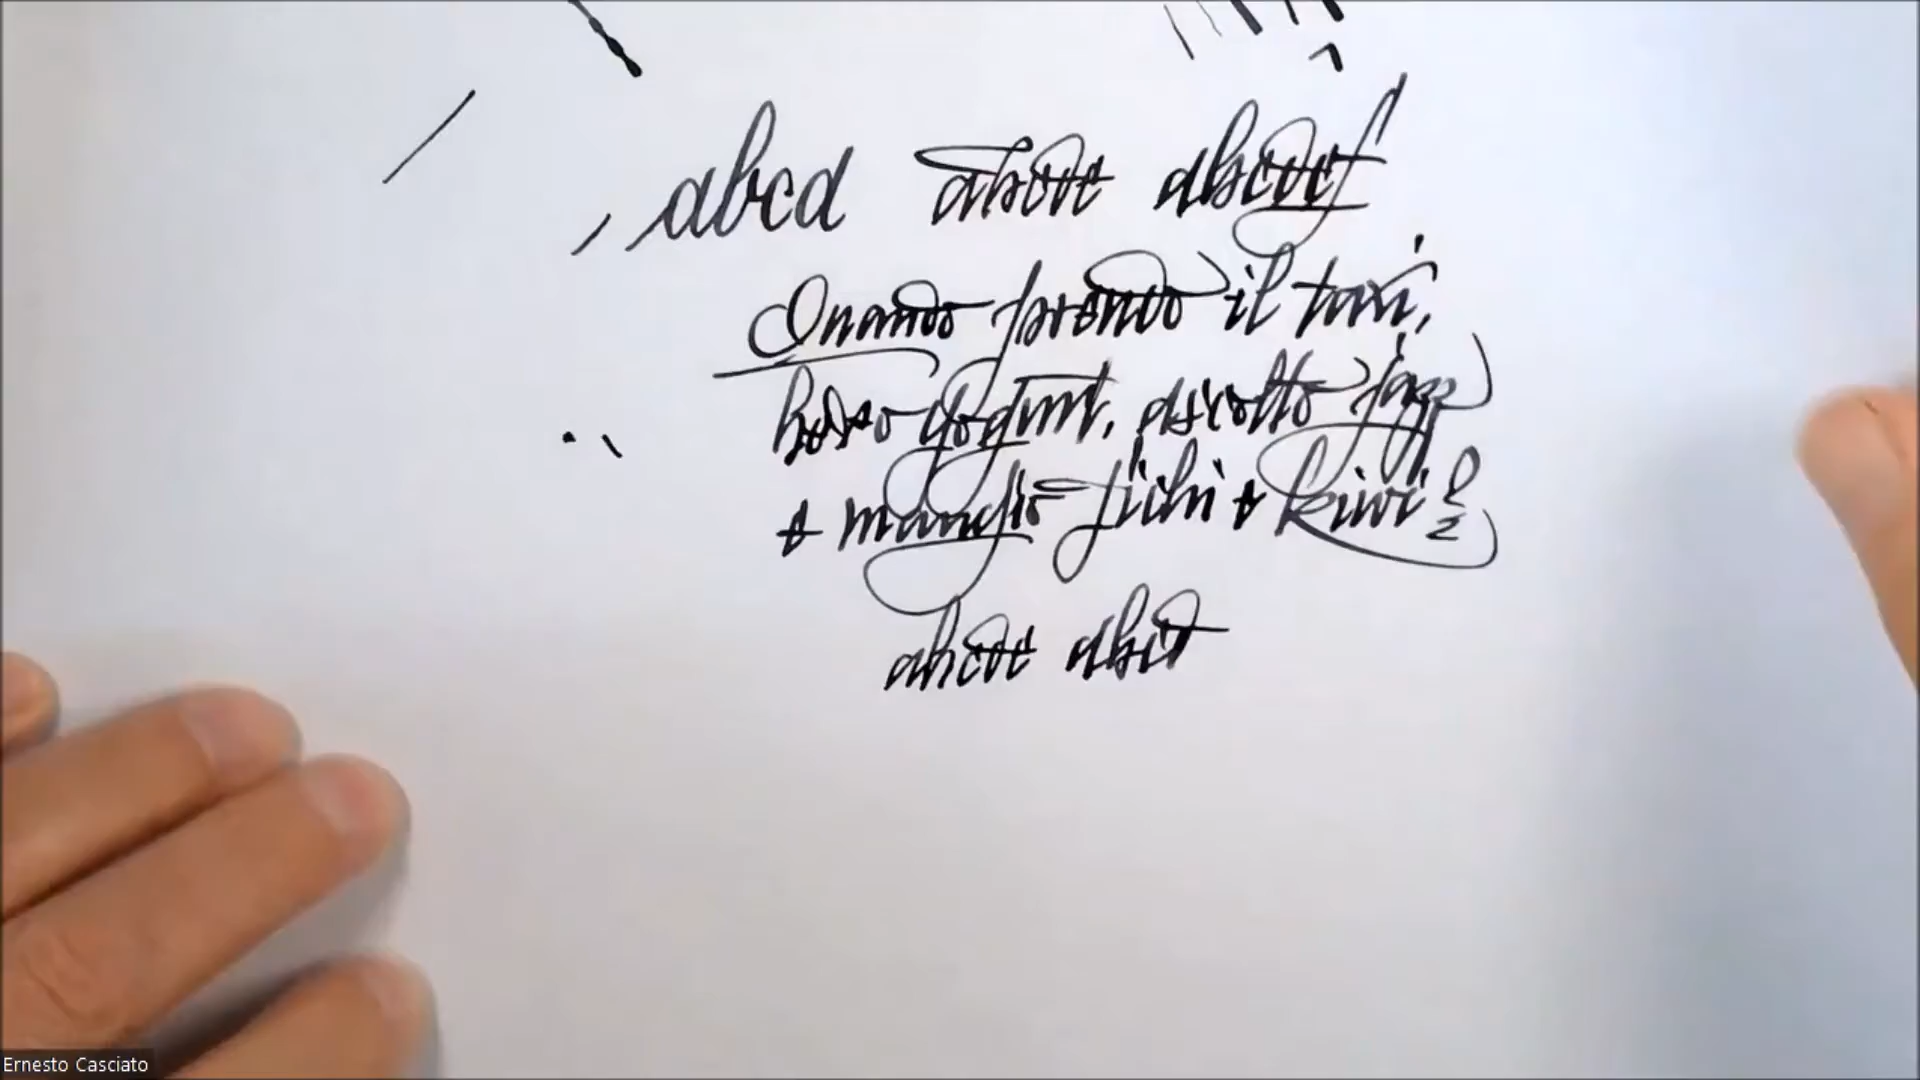 abcd abcde abcdef
Quando prendo il taxi,
bevo yogurt, ascolto jazz
e mangio fichi e kiwi &
abcde abcd
Ernesto Casciato